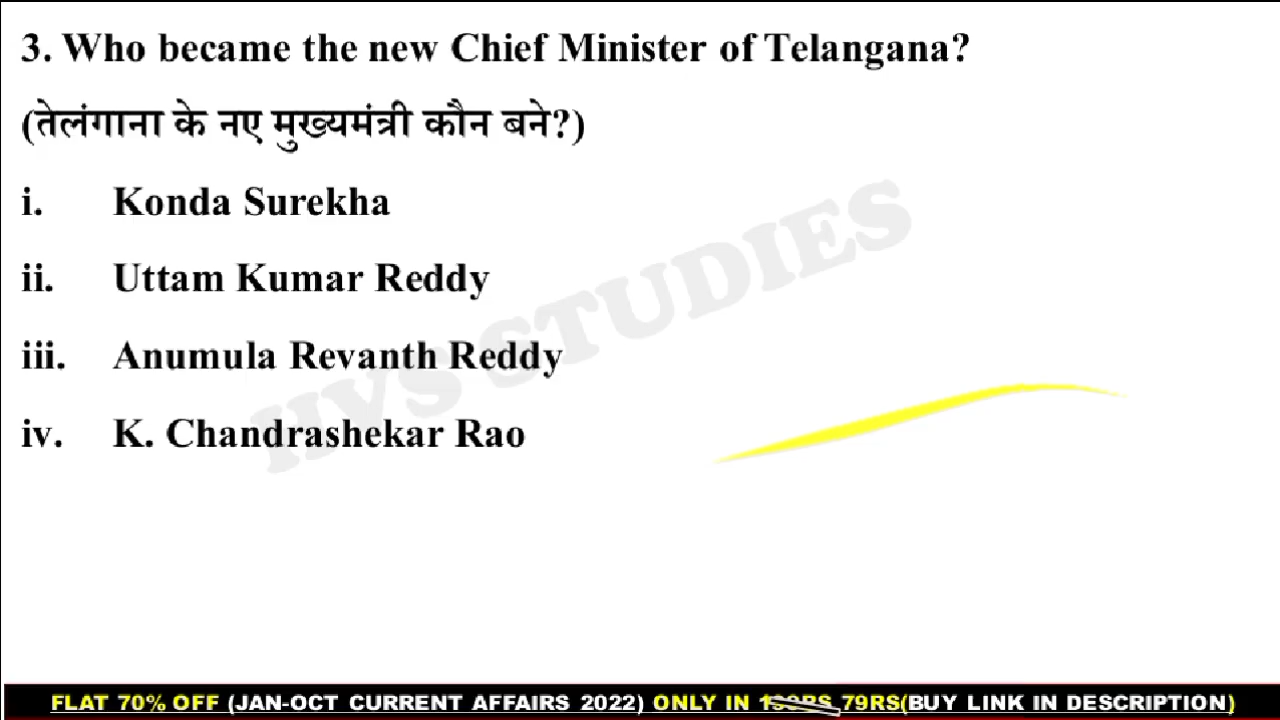 3. Who became the new Chief Minister of Telangana?
(तेलंगाना के नए मुख्यमंत्री कौन बने?)
i. Konda Surekha
ii. Uttam Kumar Reddy
iii. Anumula Revanth Reddy
iv. K. Chandrashekar Rao
HVS STUDIES
FLAT 70% OFF (JAN-OCT CURRENT AFFAIRS 2022) ONLY IN 79RS(BUY LINK IN DESCRIPTION)